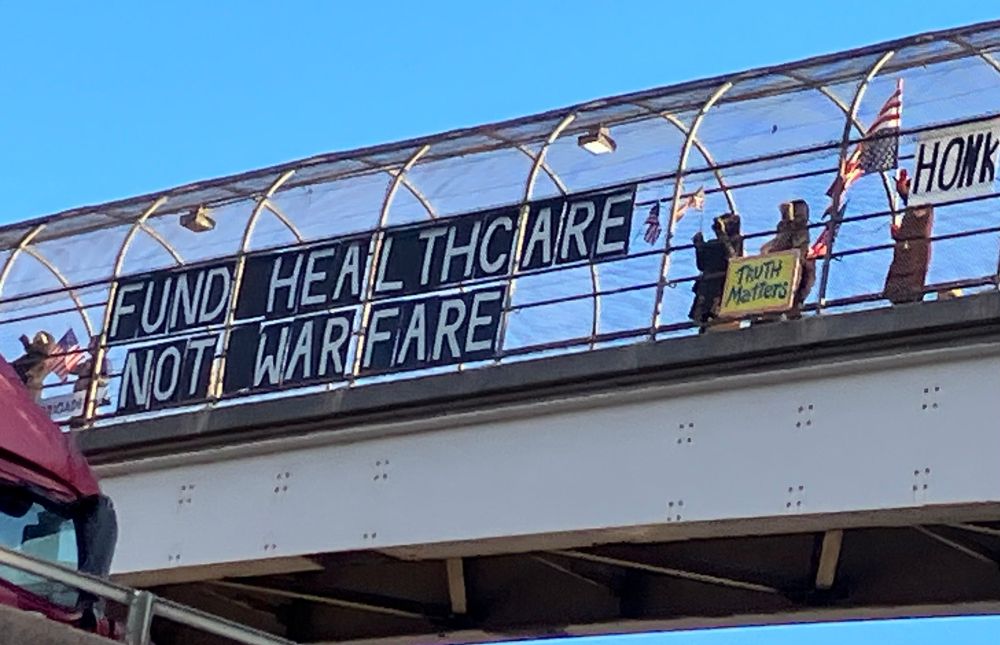 FUND HEALTHCARE
NOT WARFARE
TRUTH
Matters
HONK